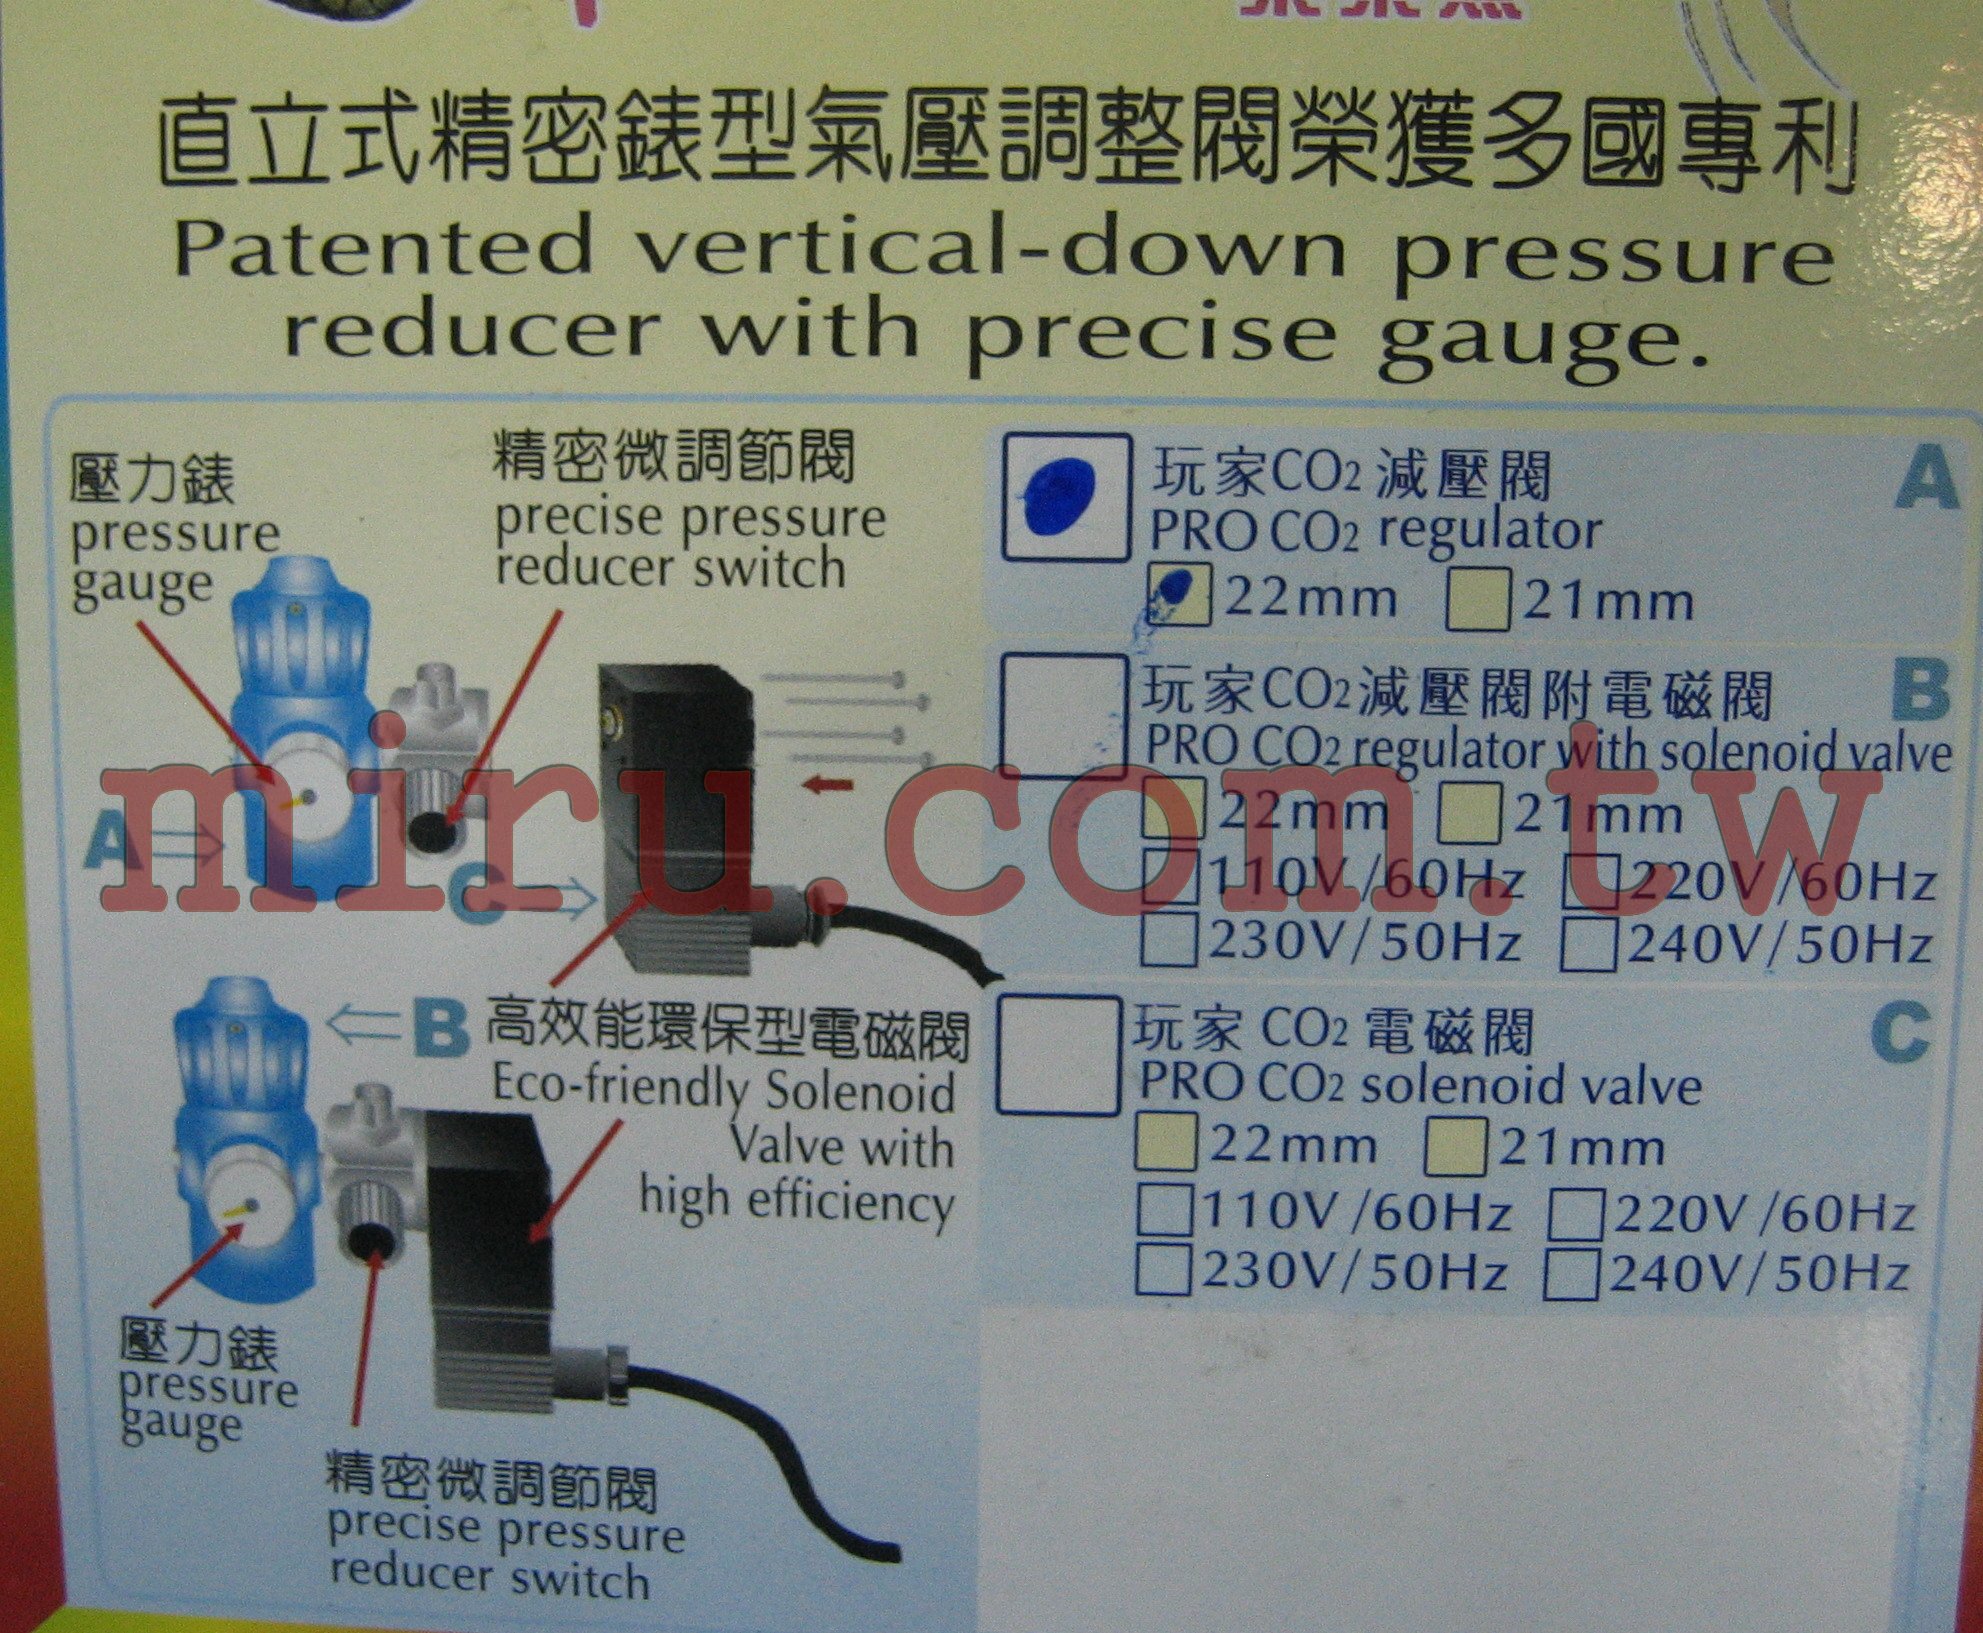 直立式精密錶型氣壓調整閥榮獲多國專利
Patented vertical-down pressure
reducer with precise gauge.
壓力錶
pressure
gauge
精密微調節閥
precise pressure
reducer switch
A
C
B
高效能環保型電磁閥
Eco-friendly Solenoid
Valve with
high efficiency
壓力錶
pressure
gauge
精密微調節閥
precise pressure
reducer switch
玩家CO2減壓閥 A
PRO CO2 regulator
22mm 21mm
玩家CO2減壓閥附電磁閥 B
PRO CO2 regulator with solenoid valve
22mm 21mm
110V/60Hz 220V/60Hz
230V/50Hz 240V/50Hz
玩家 CO2 電磁閥 C
PRO CO2 solenoid valve
22mm 21mm
110V/60Hz 220V/60Hz
230V/50Hz 240V/50Hz
miru.com.tw